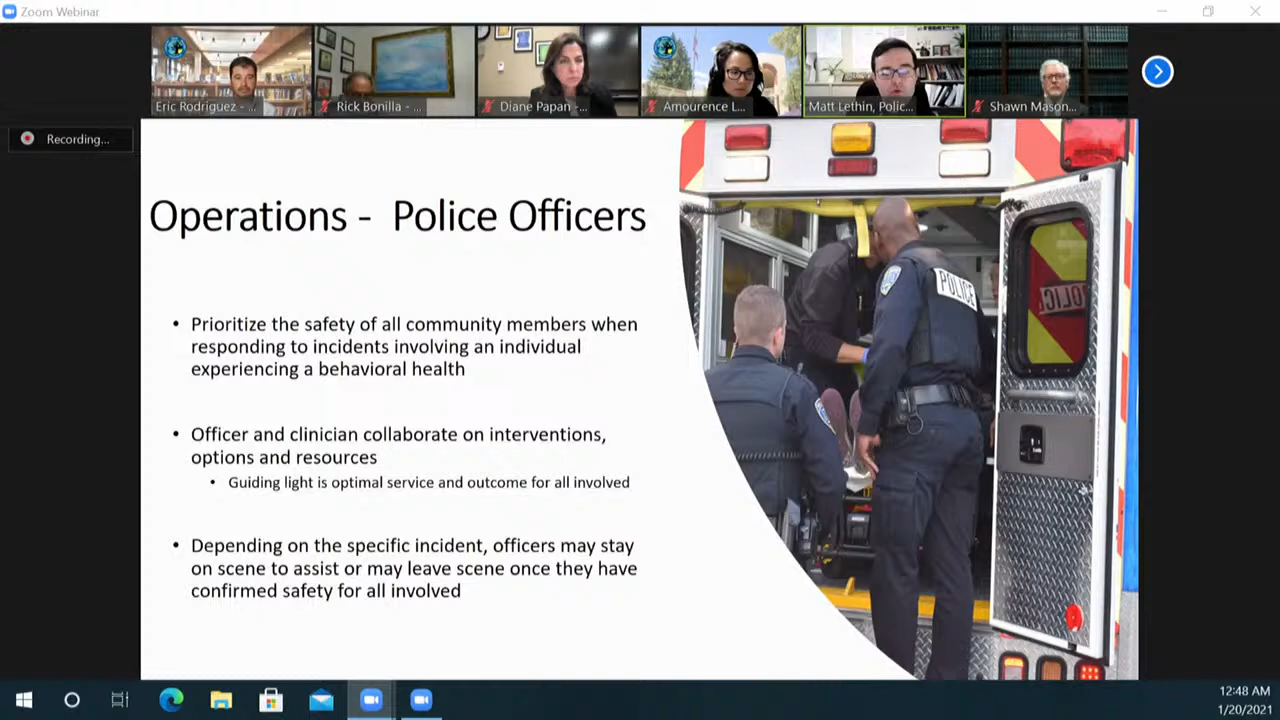 Zoom Webinar
Eric Rodriguez - ...
Rick Bonilla - ...
Diane Papan - ...
Amourence L...
Matt Lethin, Polic...
Shawn Mason...
Recording...
Operations - Police Officers
• Prioritize the safety of all community members when
responding to incidents involving an individual
experiencing a behavioral health
• Officer and clinician collaborate on interventions,
options and resources
• Guiding light is optimal service and outcome for all involved
• Depending on the specific incident, officers may stay
on scene to assist or may leave scene once they have
confirmed safety for all involved
POLICE
12:48 AM
1/20/2021